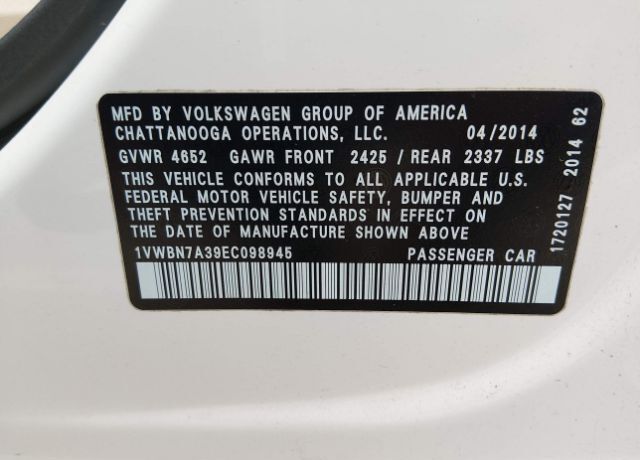 MFD BY VOLKSWAGEN GROUP OF AMERICA
CHATTANOOGA OPERATIONS, LLC. 04/2014
GVWR 4652 GAWR FRONT 2425/REAR 2337 LBS
THIS VEHICLE CONFORMS TO ALL APPLICABLE U.S.
FEDERAL MOTOR VEHICLE SAFETY, BUMPER AND
THEFT PREVENTION STANDARDS IN EFFECT ON
THE DATE OF MANUFACTURE SHOWN ABOVE
1VWBN7A39EC098945 PASSENGER CAR
1720127 2014 62